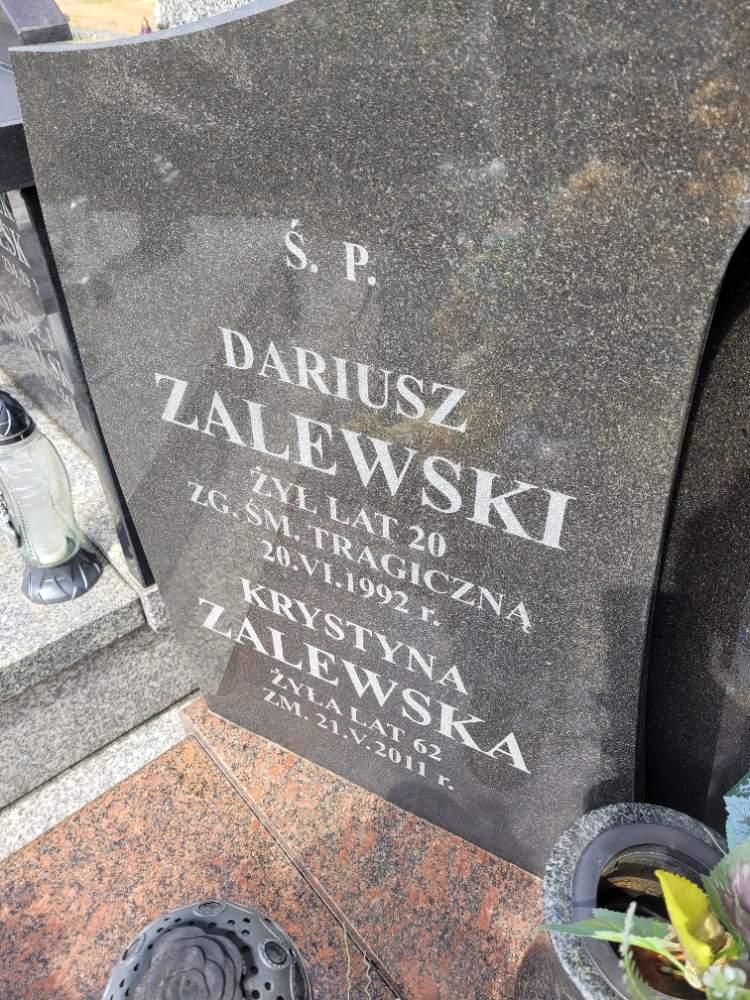 Ś. P.
DARIUSZ
ZALEWSKI
ŻYŁ LAT 20
ZG. ŚM. TRAGICZNĄ
20.VI.1992 r.
KRYSTYNA
ZALEWSKA
ŻYŁA LAT 62
ZM. 21.V.2011 r.